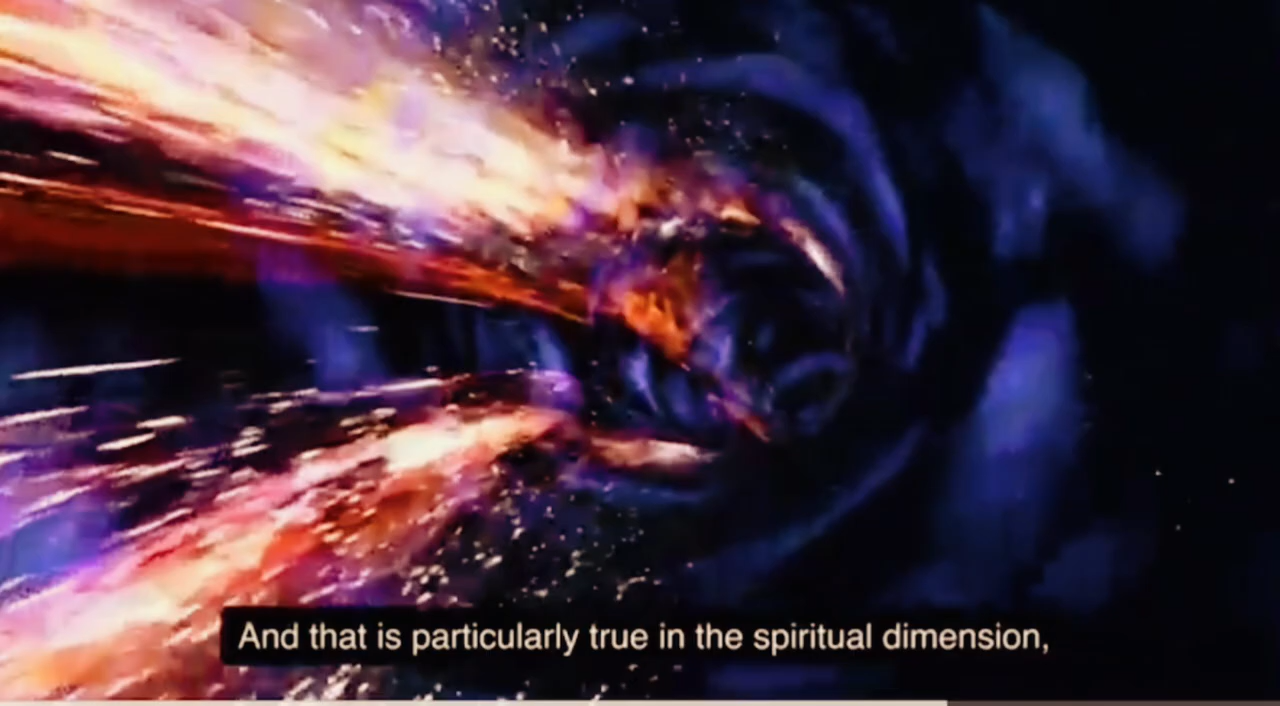 And that is particularly true in the spiritual dimension,